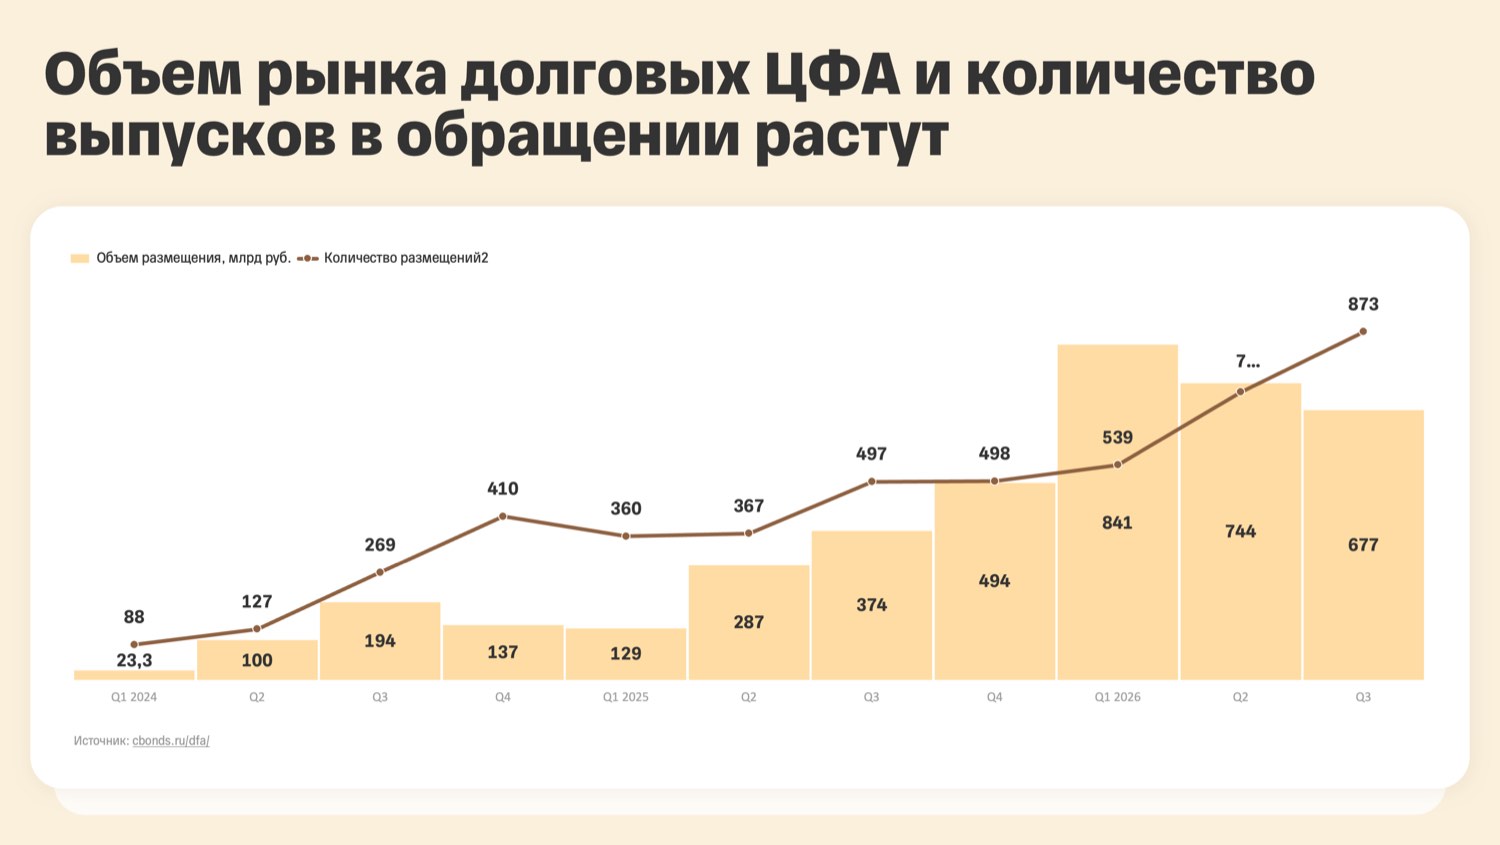 Объем рынка долговых ЦФА и количество
выпусков в обращении растут
Объем размещения, млрд руб. Количество размещений2
873
7...
539
497 498
410
360 367
269
127
88
23,3 100 194 137 129 287 374 494 841 744 677
Q1 2024 Q2 Q3 Q4 Q1 2025 Q2 Q3 Q4 Q1 2026 Q2 Q3
Источник: cbonds.ru/dfa/